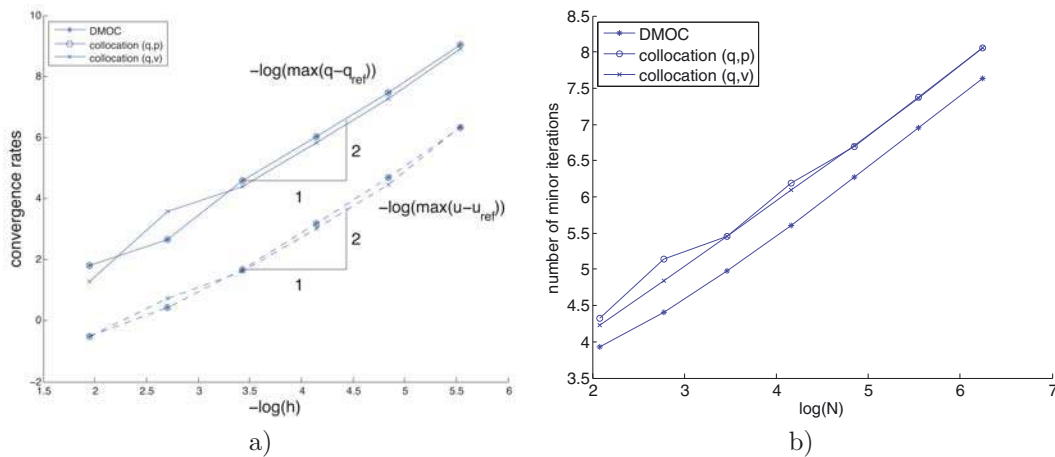 10
8
6
4
2
0
−2
1.5
2
2.5
3
3.5
4
4.5
5
5.5
6
convergence rates
−log(h)
DMOC
collocation (q,p)
collocation (q,v)
−log(max(q−qref))
2
1
−log(max(u−uref))
2
1
a)
8.5
8
7.5
7
6.5
6
5.5
5
4.5
4
3.5
2
3
4
5
6
7
number of minor iterations
log(N)
DMOC
collocation (q,p)
collocation (q,v)
b)